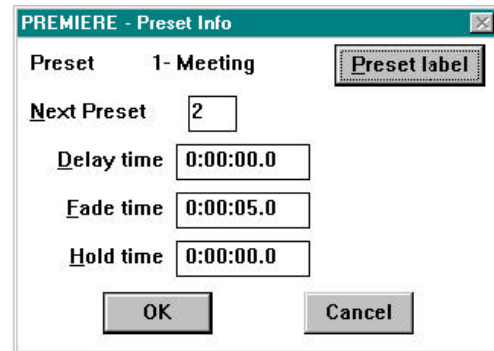 PREMIERE - Preset Info
Preset 1- Meeting Preset label
Next Preset 2
Delay time 0:00:00.0
Fade time 0:00:05.0
Hold time 0:00:00.0
OK Cancel